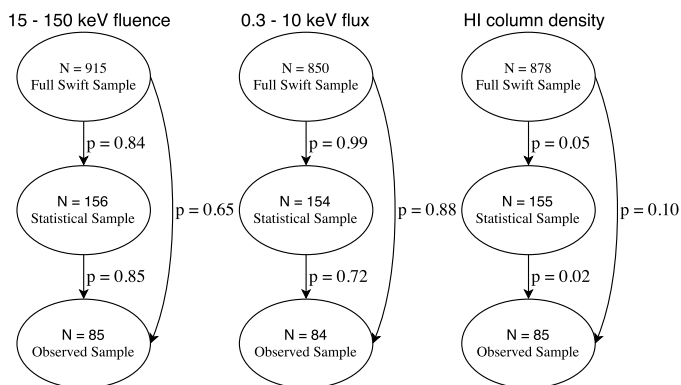 15 - 150 keV fluence
N = 915
Full Swift Sample
p = 0.84
N = 156
Statistical Sample
p = 0.65
p = 0.85
N = 85
Observed Sample
0.3 - 10 keV flux
N = 850
Full Swift Sample
p = 0.99
N = 154
Statistical Sample
p = 0.88
p = 0.72
N = 84
Observed Sample
HI column density
N = 878
Full Swift Sample
p = 0.05
N = 155
Statistical Sample
p = 0.10
p = 0.02
N = 85
Observed Sample